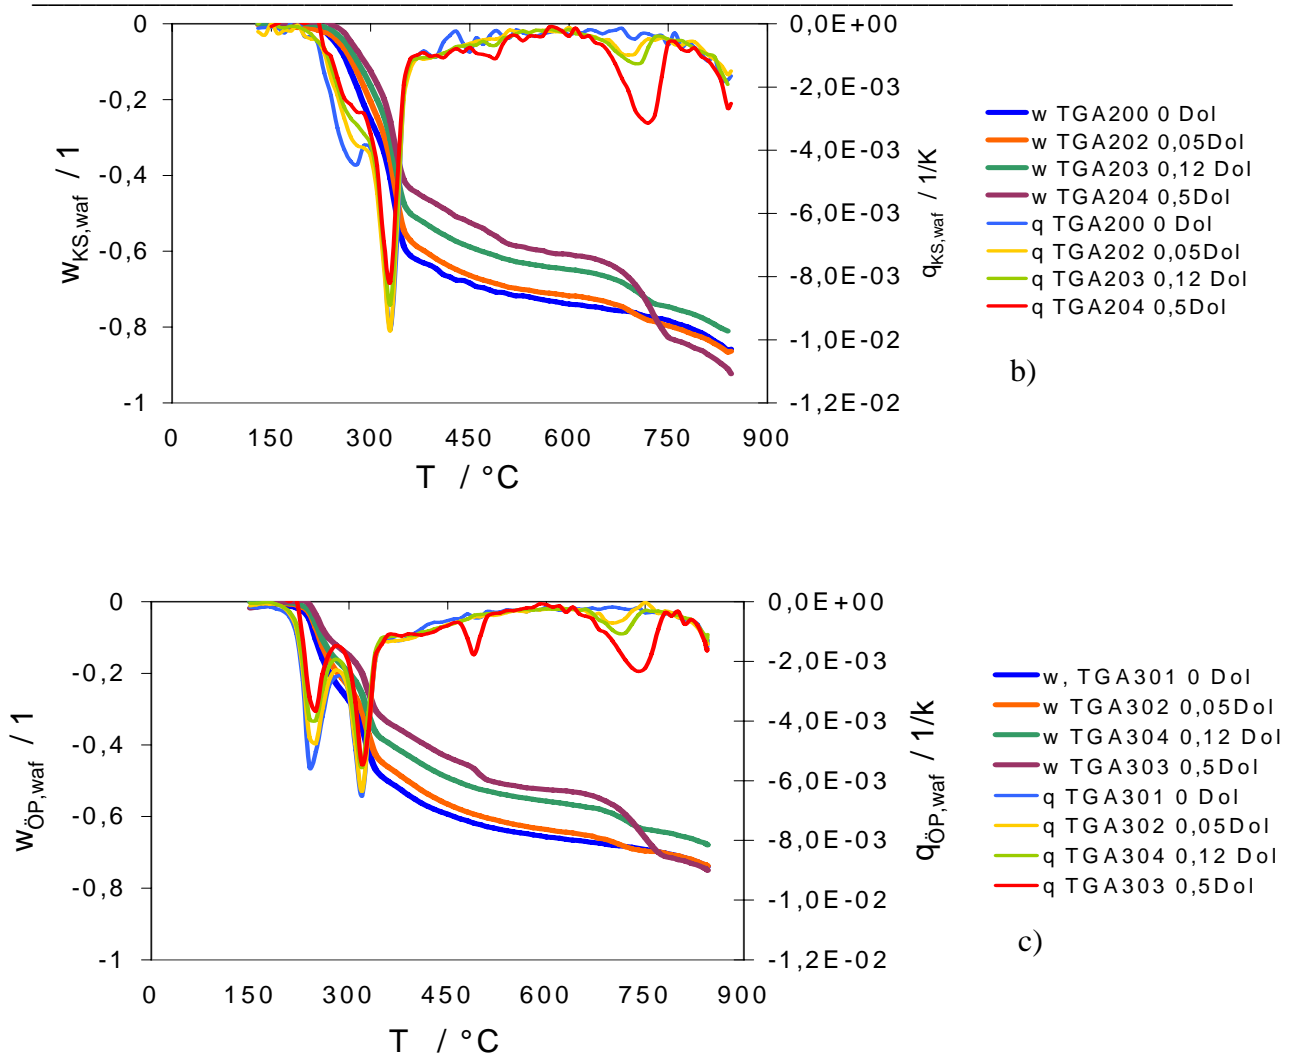 0
-0,2
-0,4
-0,6
-0,8
-1
w KS,waf / 1
0,0E+00
-2,0E-03
-4,0E-03
-6,0E-03
-8,0E-03
-1,0E-02
-1,2E-02
q KS,waf / 1/K
0 150 300 450 600 750 900
T / °C
w TGA200 0 Dol
w TGA202 0,05Dol
w TGA203 0,12 Dol
w TGA204 0,5Dol
q TGA200 0 Dol
q TGA202 0,05Dol
q TGA203 0,12 Dol
q TGA204 0,5Dol
b)
0
-0,2
-0,4
-0,6
-0,8
-1
w ÖP,waf / 1
0,0E+00
-2,0E-03
-4,0E-03
-6,0E-03
-8,0E-03
-1,0E-02
-1,2E-02
q ÖP,waf / 1/k
0 150 300 450 600 750 900
T / °C
w, TGA301 0 Dol
w TGA302 0,05Dol
w TGA304 0,12 Dol
w TGA303 0,5Dol
q TGA301 0 Dol
q TGA302 0,05Dol
q TGA304 0,12 Dol
q TGA303 0,5Dol
c)